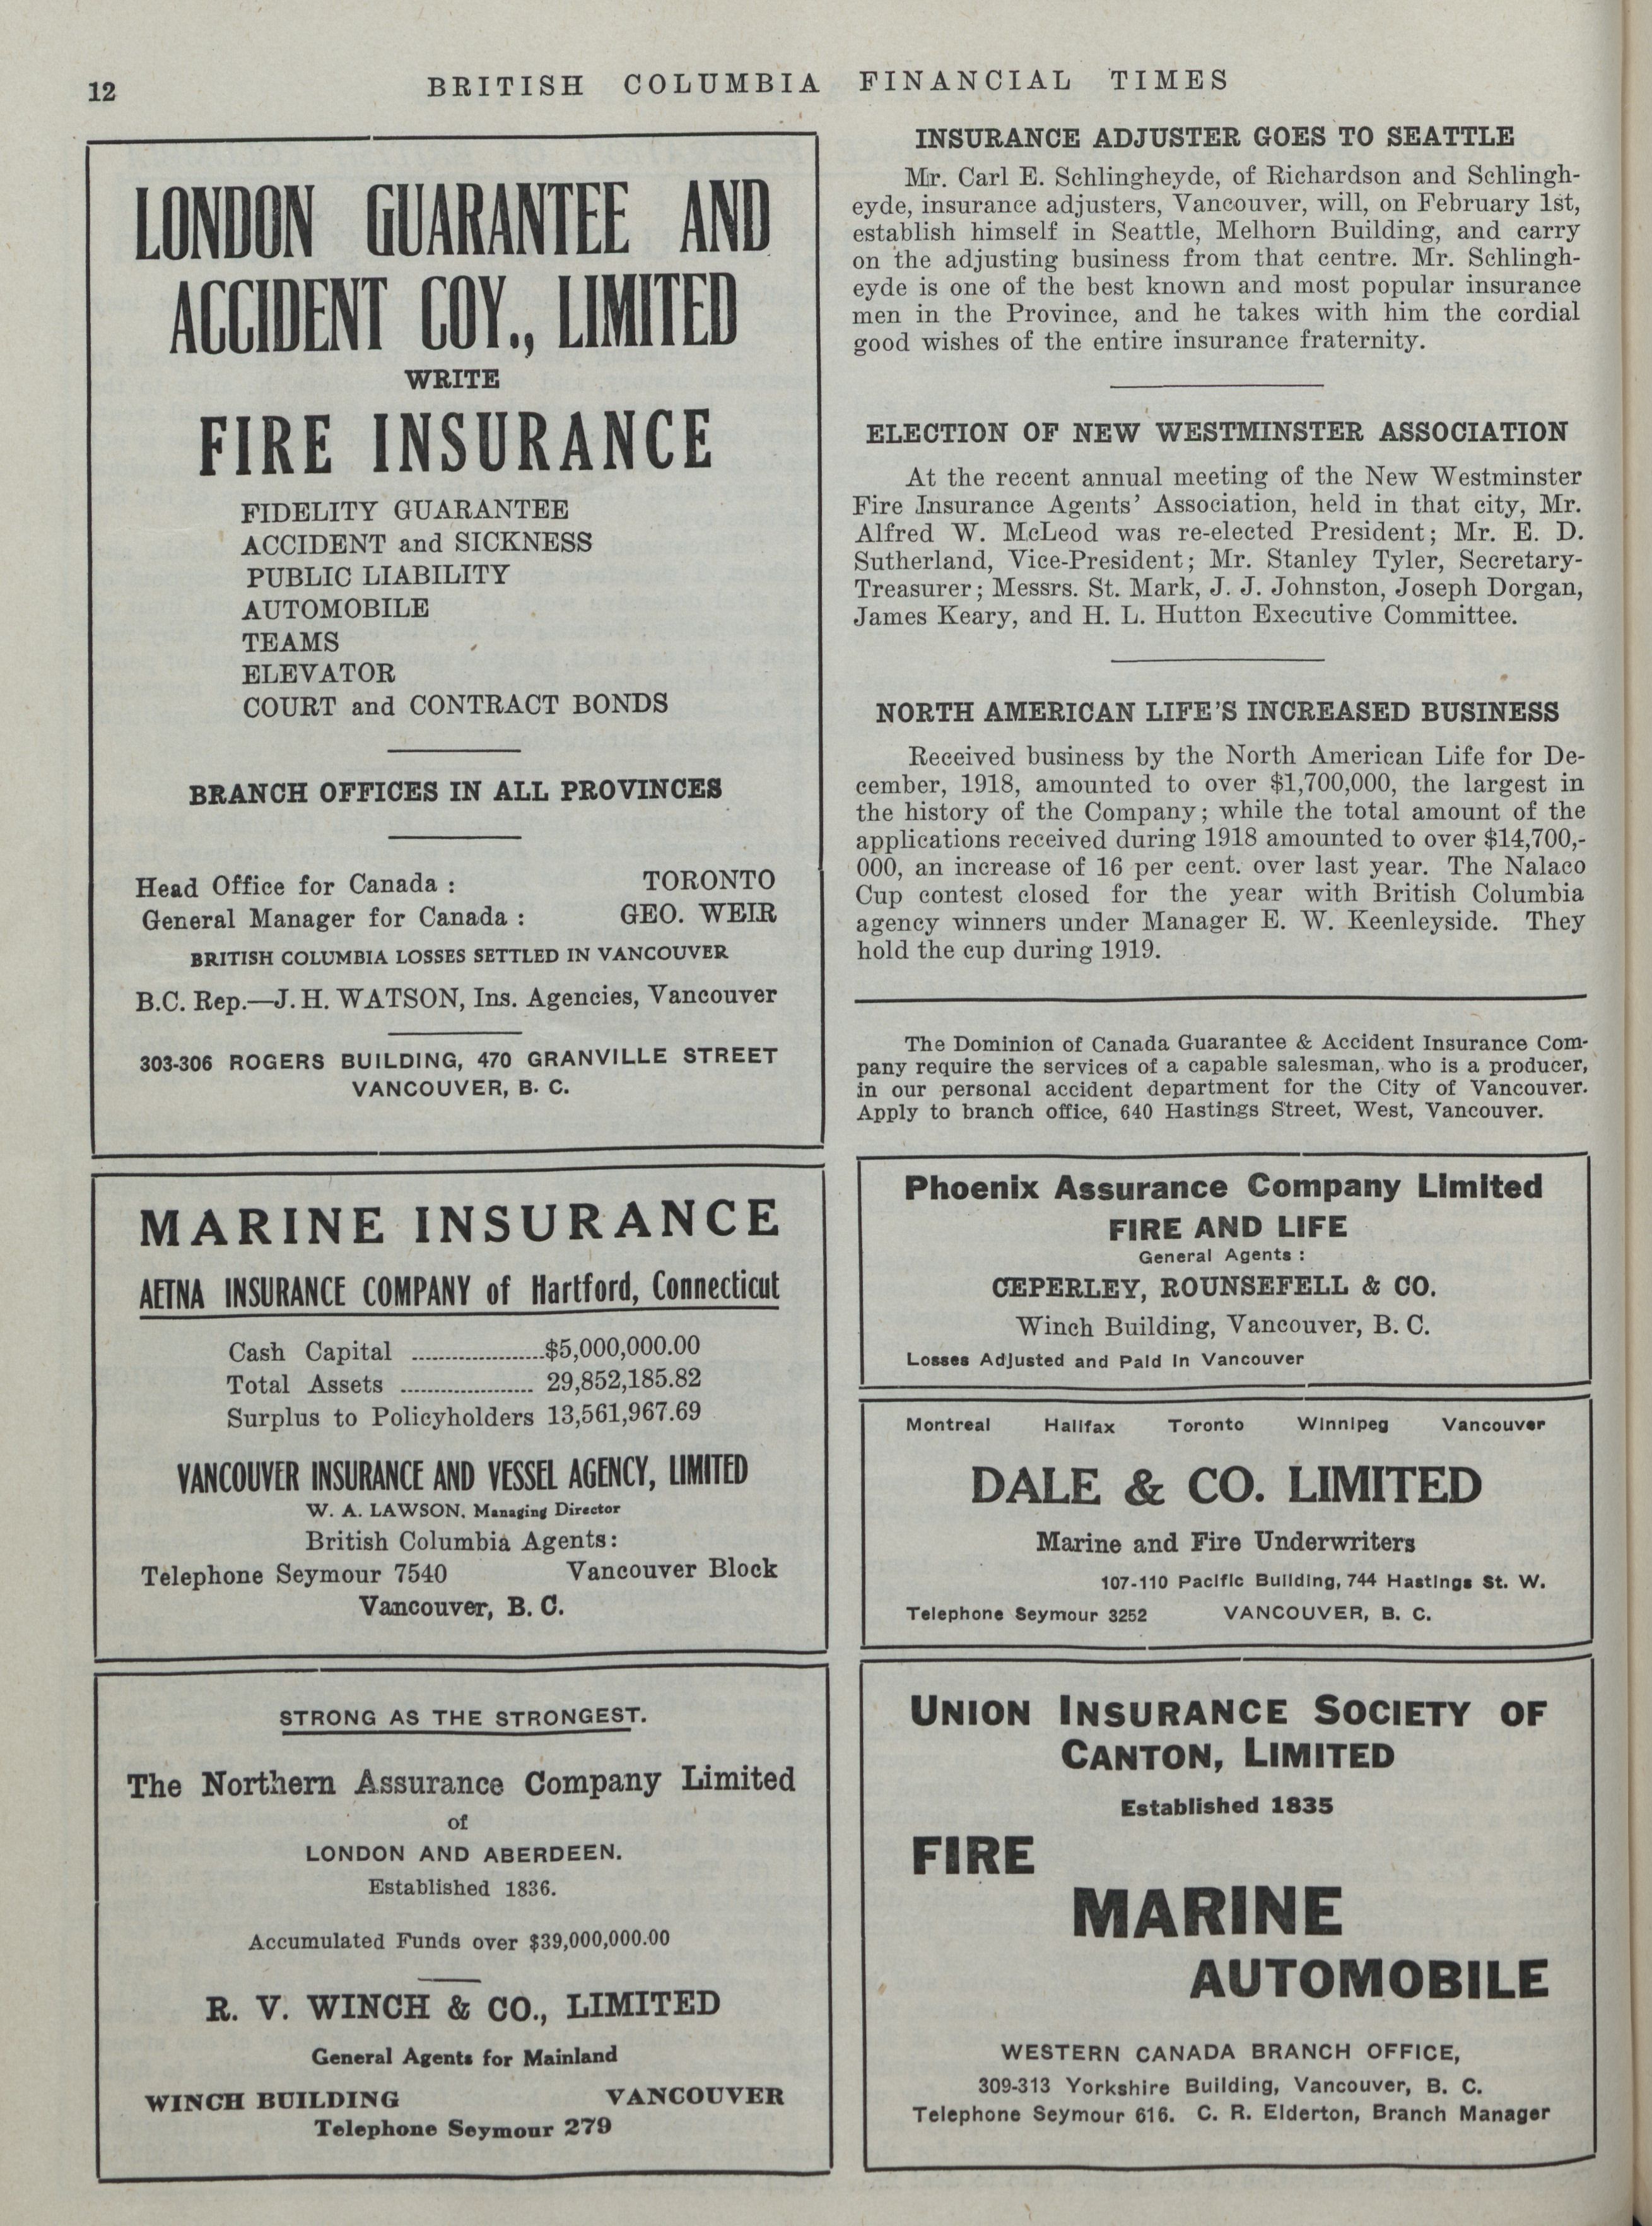 12
BRITISH COLUMBIA FINANCIAL TIMES
LONDON GUARANTEE AND
ACCIDENT COY., LIMITED
WRITE
FIRE INSURANCE
FIDELITY GUARANTEE
ACCIDENT and SICKNESS
PUBLIC LIABILITY
AUTOMOBILE
TEAMS
ELEVATOR
COURT and CONTRACT BONDS
BRANCH OFFICES IN ALL PROVINCES
Head Office for Canada : TORONTO
General Manager for Canada : GEO. WEIR
BRITISH COLUMBIA LOSSES SETTLED IN VANCOUVER
B.C. Rep.—J. H. WATSON, Ins. Agencies, Vancouver
303-306 ROGERS BUILDING, 470 GRANVILLE STREET
VANCOUVER, B. C.
MARINE INSURANCE
AETNA INSURANCE COMPANY of Hartford, Connecticut
Cash Capital ....................$5,000,000.00
Total Assets .................... 29,852,185.82
Surplus to Policyholders 13,561,967.69
VANCOUVER INSURANCE AND VESSEL AGENCY, LIMITED
W. A. LAWSON, Managing Director
British Columbia Agents:
Telephone Seymour 7540 Vancouver Block
Vancouver, B. C.
STRONG AS THE STRONGEST.
The Northern Assurance Company Limited
of
LONDON AND ABERDEEN.
Established 1836.
Accumulated Funds over $39,000,000.00
R. V. WINCH & CO., LIMITED
General Agents for Mainland
WINCH BUILDING VANCOUVER
Telephone Seymour 279
INSURANCE ADJUSTER GOES TO SEATTLE
Mr. Carl E. Schlingheyde, of Richardson and Schlingh-
eyde, insurance adjusters, Vancouver, will, on February 1st,
establish himself in Seattle, Melhorn Building, and carry
on the adjusting business from that centre. Mr. Schlingh-
eyde is one of the best known and most popular insurance
men in the Province, and he takes with him the cordial
good wishes of the entire insurance fraternity.
ELECTION OF NEW WESTMINSTER ASSOCIATION
At the recent annual meeting of the New Westminster
Fire Insurance Agents' Association, held in that city, Mr.
Alfred W. McLeod was re-elected President; Mr. E. D.
Sutherland, Vice-President; Mr. Stanley Tyler, Secretary-
Treasurer; Messrs. St. Mark, J. J. Johnston, Joseph Dorgan,
James Keary, and H. L. Hutton Executive Committee.
NORTH AMERICAN LIFE'S INCREASED BUSINESS
Received business by the North American Life for De-
cember, 1918, amounted to over $1,700,000, the largest in
the history of the Company; while the total amount of the
applications received during 1918 amounted to over $14,700,-
000, an increase of 16 per cent. over last year. The Nalaco
Cup contest closed for the year with British Columbia
agency winners under Manager E. W. Keenleyside. They
hold the cup during 1919.
The Dominion of Canada Guarantee & Accident Insurance Com-
pany require the services of a capable salesman, who is a producer,
in our personal accident department for the City of Vancouver.
Apply to branch office, 640 Hastings Street, West, Vancouver.
Phoenix Assurance Company Limited
FIRE AND LIFE
General Agents :
CEPERLEY, ROUNSEFELL & CO.
Winch Building, Vancouver, B. C.
Losses Adjusted and Paid in Vancouver
Montreal Halifax Toronto Winnipeg Vancouver
DALE & CO. LIMITED
Marine and Fire Underwriters
107-110 Pacific Building, 744 Hastings St. W.
Telephone Seymour 3252 VANCOUVER, B. C.
UNION INSURANCE SOCIETY OF
CANTON, LIMITED
Established 1835
FIRE
MARINE
AUTOMOBILE
WESTERN CANADA BRANCH OFFICE,
309-313 Yorkshire Building, Vancouver, B. C.
Telephone Seymour 616. C. R. Elderton, Branch Manager